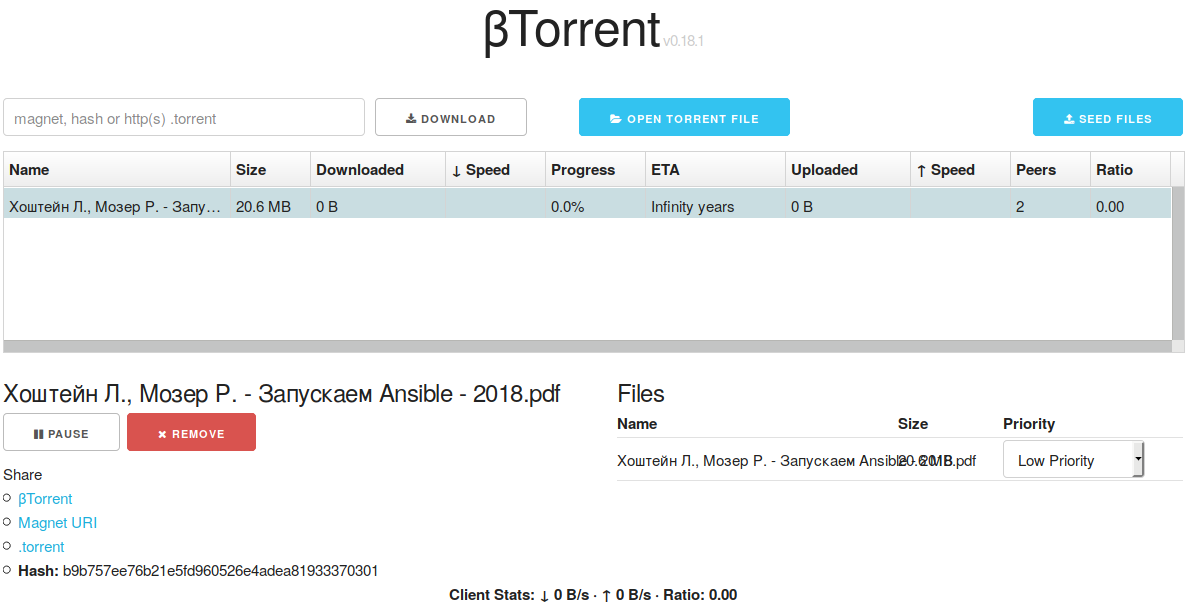 βTorrent v0.18.1
magnet, hash or http(s) .torrent DOWNLOAD OPEN TORRENT FILE SEED FILES
Name Size Downloaded ↓ Speed Progress ETA Uploaded ↑ Speed Peers Ratio
Хоштейн Л., Мозер Р. - Запу… 20.6 MB 0 B 0.0% Infinity years 0 B 2 0.00
Хоштейн Л., Мозер Р. - Запускаем Ansible - 2018.pdf
PAUSE REMOVE
Share
βTorrent
Magnet URI
.torrent
Hash: b9b757ee76b21e5fd960526e4adea81933370301
Files
Name Size Priority
Хоштейн Л., Мозер Р. - Запускаем Ansible - 2018.pdf 20.6 MB Low Priority
Client Stats: ↓ 0 B/s · ↑ 0 B/s · Ratio: 0.00